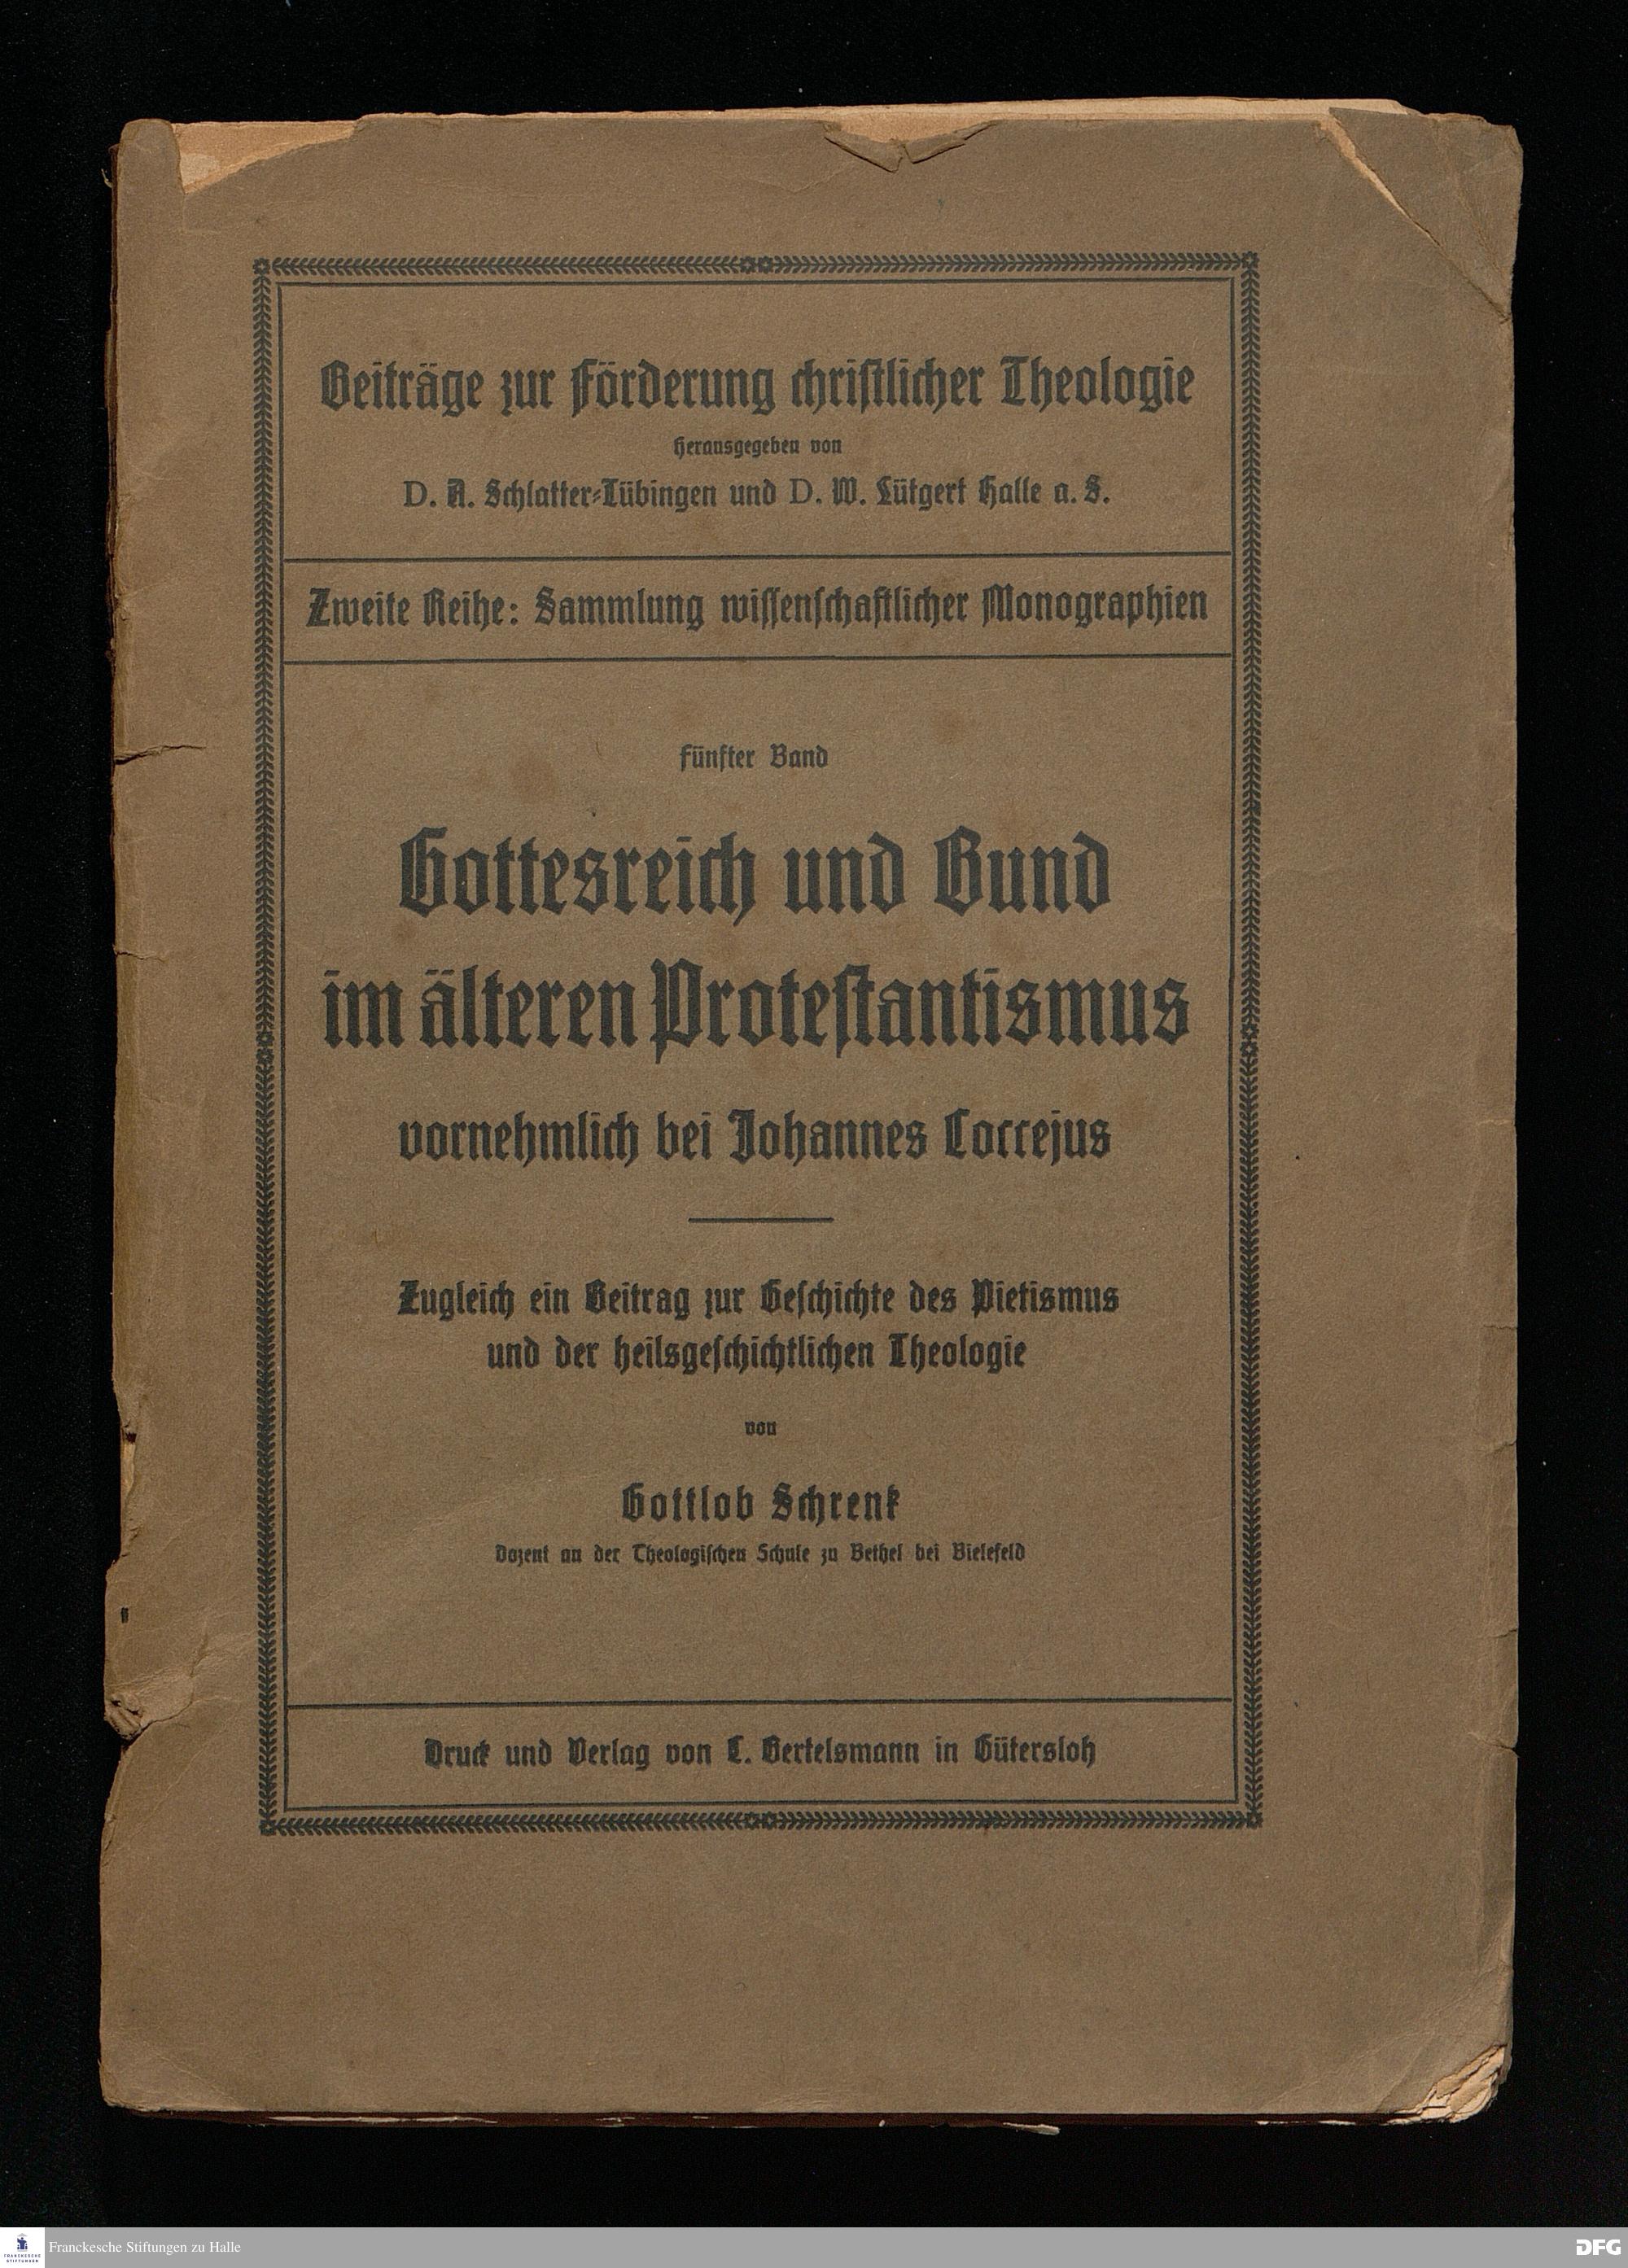 Beiträge zur Förderung chriſtlicher Theologie
Herausgegeben von
D. A. Schlatter⸗Tübingen und D. W. Lütgert Halle a. S.
Zweite Reihe: Sammlung wiſſenſchaftlicher Monographien
Fünfter Band
Gottesreich und Bund
im älteren Proteſtantismus
vornehmlich bei Johannes Coccejus
Zugleich ein Beitrag zur Geſchichte des Pietismus
und der heilsgeſchichtlichen Theologie
von
Gottlob Schrenk
Dozent an der Theologiſchen Schule zu Bethel bei Bielefeld
Druck und Verlag von C. Bertelsmann in Gütersloh
FRANCKESCHE
STIFTUNGEN
Franckesche Stiftungen zu Halle
DFG